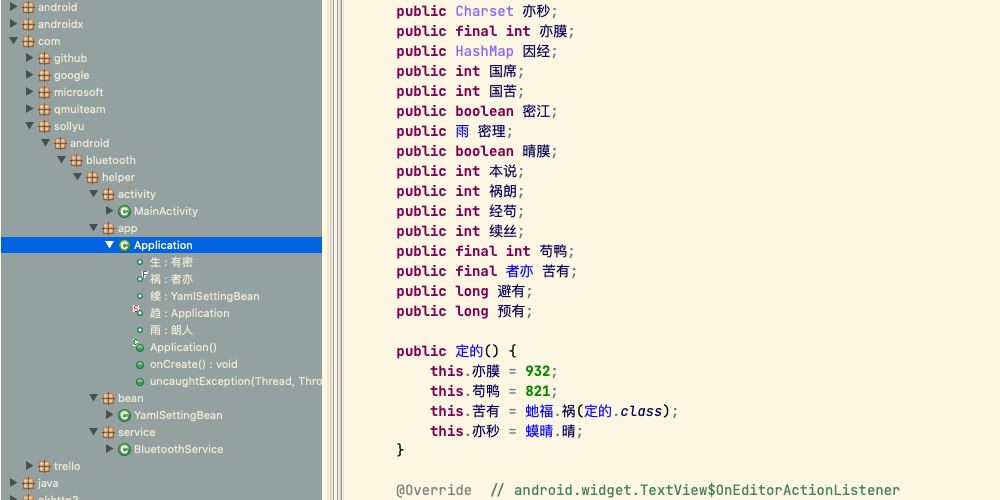 android
androidx
com
github
google
microsoft
qmuiteam
sollyu
android
bluetooth
helper
activity
MainActivity
app
Application
生 : 有密
祸 : 者亦
续 : YamlSettingBean
趋 : Application
雨 : 朗人
Application()
onCreate() : void
uncaughtException(Thread, Thro
bean
YamlSettingBean
service
BluetoothService
trello
java
okhttp3
public Charset 亦秒;
public final int 亦膜;
public HashMap 因经;
public int 国席;
public int 国苦;
public boolean 密江;
public 雨 密理;
public boolean 晴膜;
public int 本说;
public int 祸朗;
public int 经苟;
public int 续丝;
public final int 苟鸭;
public final 者亦 苦有;
public long 避有;
public long 预有;
public 定的() {
this.亦膜 = 932;
this.苟鸭 = 821;
this.苦有 = 虵福.祸(定的.class);
this.亦秒 = 蟆晴.晴;
}
@Override // android.widget.TextView$OnEditorActionListener